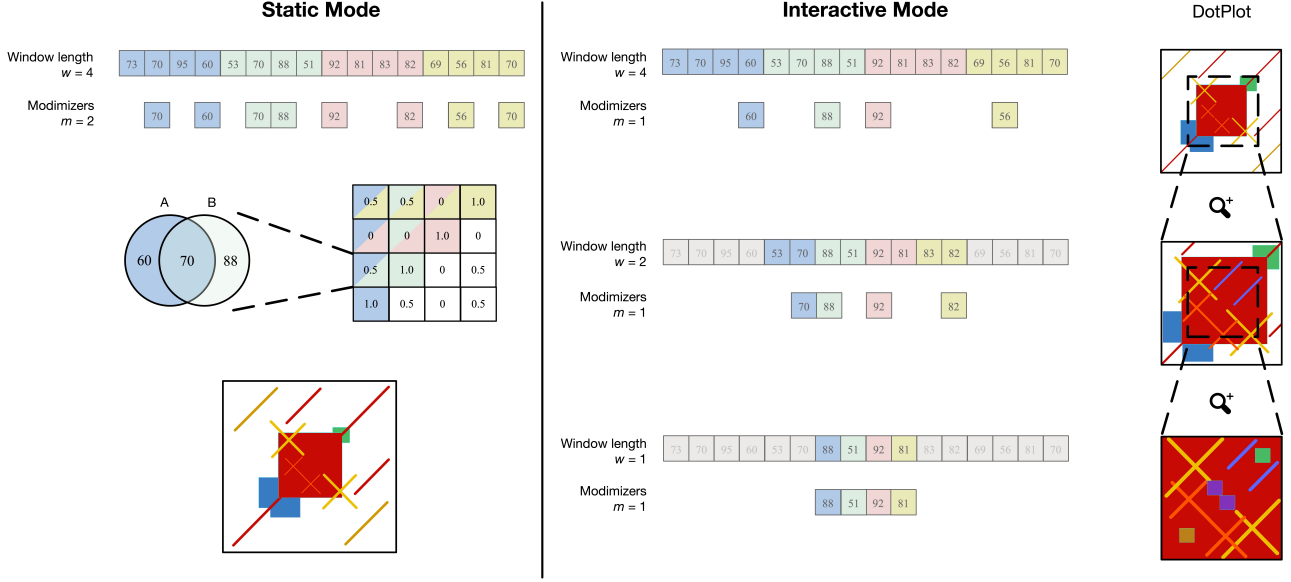 Static Mode
Window length
w = 4
73 70 95 60 53 70 88 51 92 81 83 82 69 56 81 70
Modimizers
m = 2
70 60 70 88 92 82 56 70
A B
60 70 88
0.5 0.5 0 1.0
0 0 1.0 0
0.5 1.0 0 0.5
1.0 0.5 0 0.5
Interactive Mode
Window length
w = 4
73 70 95 60 53 70 88 51 92 81 83 82 69 56 81 70
Modimizers
m = 1
60 88 92 56
Window length
w = 2
73 70 95 60 53 70 88 51 92 81 83 82 69 56 81 70
Modimizers
m = 1
70 88 92 82
Window length
w = 1
73 70 95 60 53 70 88 51 92 81 83 82 69 56 81 70
Modimizers
m = 1
88 51 92 81
DotPlot
+
+